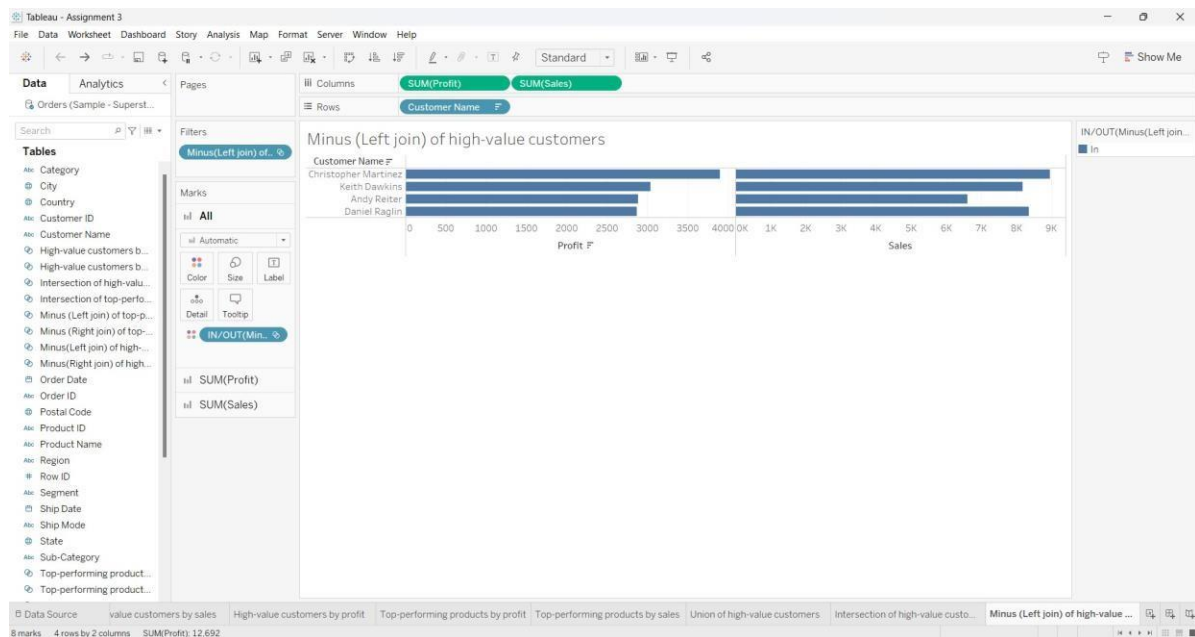 Tableau - Assignment 3
File Data Worksheet Dashboard Story Analysis Map Format Server Window Help
Standard
Show Me
Data Analytics
Orders (Sample - Superst...
Search
Tables
Abc Category
City
Country
Abc Customer ID
Abc Customer Name
High-value customers b...
High-value customers b...
Intersection of high-valu...
Intersection of top-perfo...
Minus (Left join) of top-p...
Minus (Right join) of top-...
Minus(Left join) of high-...
Minus(Right join) of high...
Order Date
Abc Order ID
Postal Code
Abc Product ID
Abc Product Name
Abc Region
# Row ID
Abc Segment
Ship Date
Abc Ship Mode
State
Abc Sub-Category
Top-performing product...
Top-performing product...
Pages
Filters
Minus(Left join) of..
Marks
All
Automatic
Color Size Label
Detail Tooltip
IN/OUT(Min..
SUM(Profit)
SUM(Sales)
Columns SUM(Profit) SUM(Sales)
Rows Customer Name
Minus (Left join) of high-value customers
Customer Name
Christopher Martinez
Keith Dawkins
Andy Reiter
Daniel Raglin
0 500 1000 1500 2000 2500 3000 3500 4000 0K 1K 2K 3K 4K 5K 6K 7K 8K 9K
Profit Sales
IN/OUT(Minus(Left join...
In
Data Source value customers by sales High-value customers by profit Top-performing products by profit Top-performing products by sales Union of high-value customers Intersection of high-value custo... Minus (Left join) of high-value ...
8 marks 4 rows by 2 columns SUM(Profit): 12,692